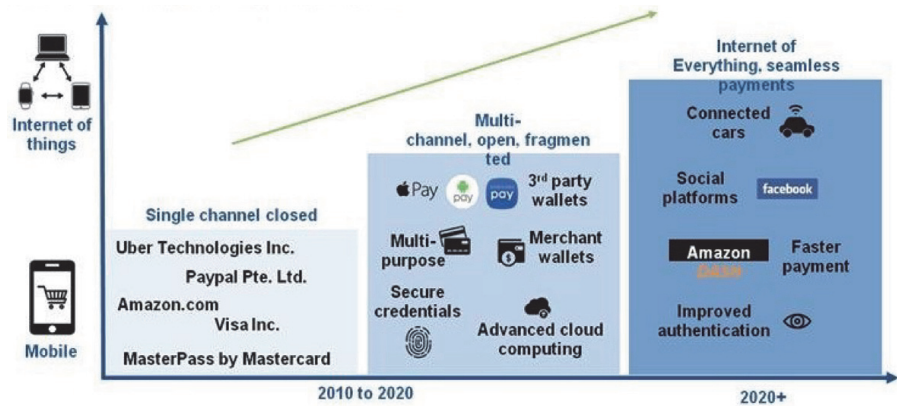 Internet of
things
Mobile
Single channel closed
Uber Technologies Inc.
Paypal Pte. Ltd.
Amazon.com
Visa Inc.
MasterPass by Mastercard
Multi-
channel, open, fragmen
ted
Pay
pay
pay
3rd party
wallets
Multi-
purpose
$
Merchant
wallets
Secure
credentials
Advanced cloud
computing
Internet of
Everything, seamless
payments
Connected
cars
Social
platforms
facebook
Amazon
DASH
Faster
payment
Improved
authentication
2010 to 2020
2020+